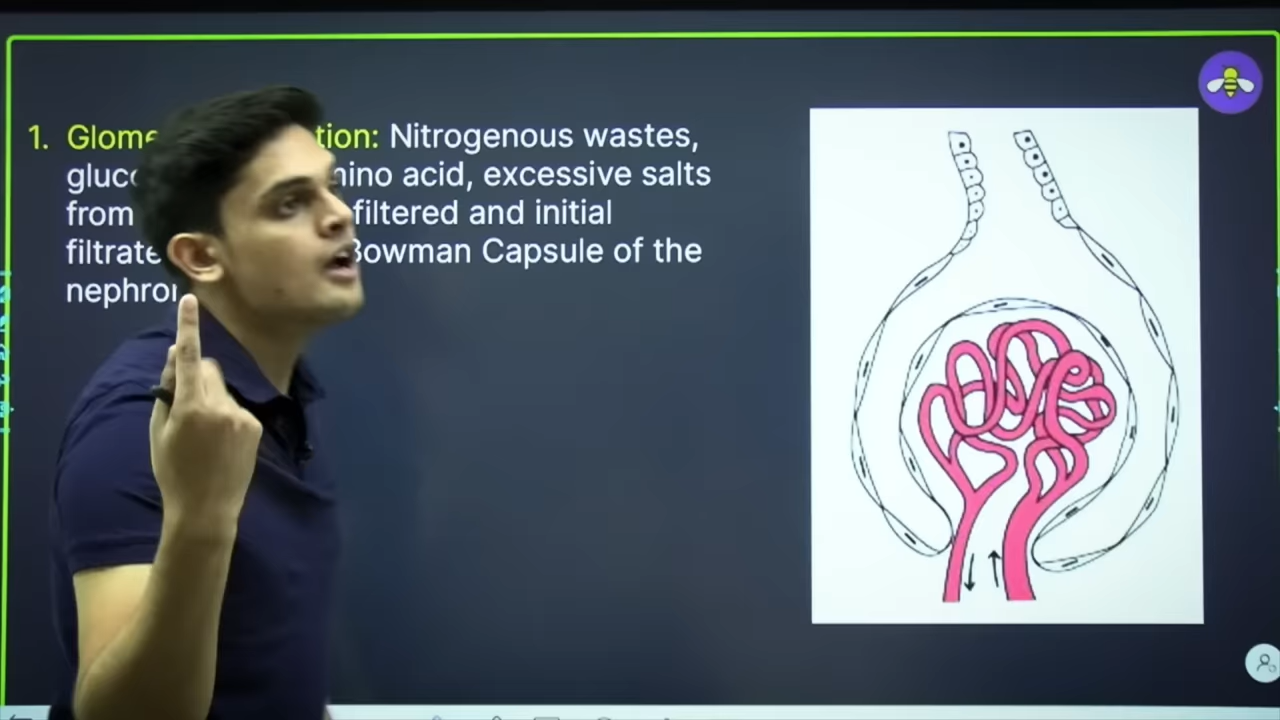 1. Glome tion: Nitrogenous wastes,
gluco mino acid, excessive salts
from filtered and initial
filtrate Bowman Capsule of the
nephron